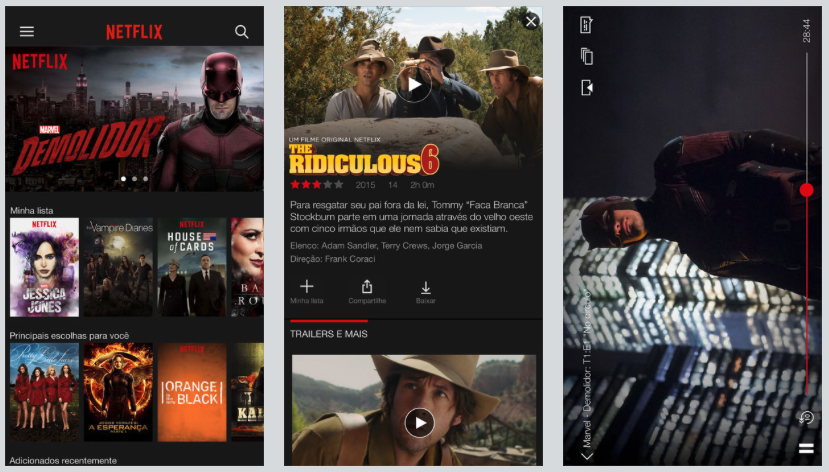 NETFLIX
NETFLIX
MARVEL
DEMOLIDOR
Minha lista
NETFLIX
JESSICA
JONES
The Vampire Diaries
NETFLIX
HOUSE
of CARDS
Principais escolhas para você
Pretty Little Liars
A ESPERANÇA
NETFLIX
ORANGE
IS THE NEW
BLACK
Adicionados recentemente
UM FILME ORIGINAL NETFLIX
THE
RIDICULOUS 6
2015 14 2h 0m
Para resgatar seu pai fora da lei, Tommy “Faca Branca”
Stockburn parte em uma jornada através do velho oeste
com cinco irmãos que ele nem sabia que existiam.
Elenco: Adam Sandler, Terry Crews, Jorge Garcia
Direção: Frank Coraci
Minha lista Compartilhe Baixar
TRAILERS E MAIS
Marvel - Demolidor: T1:E1
28:44